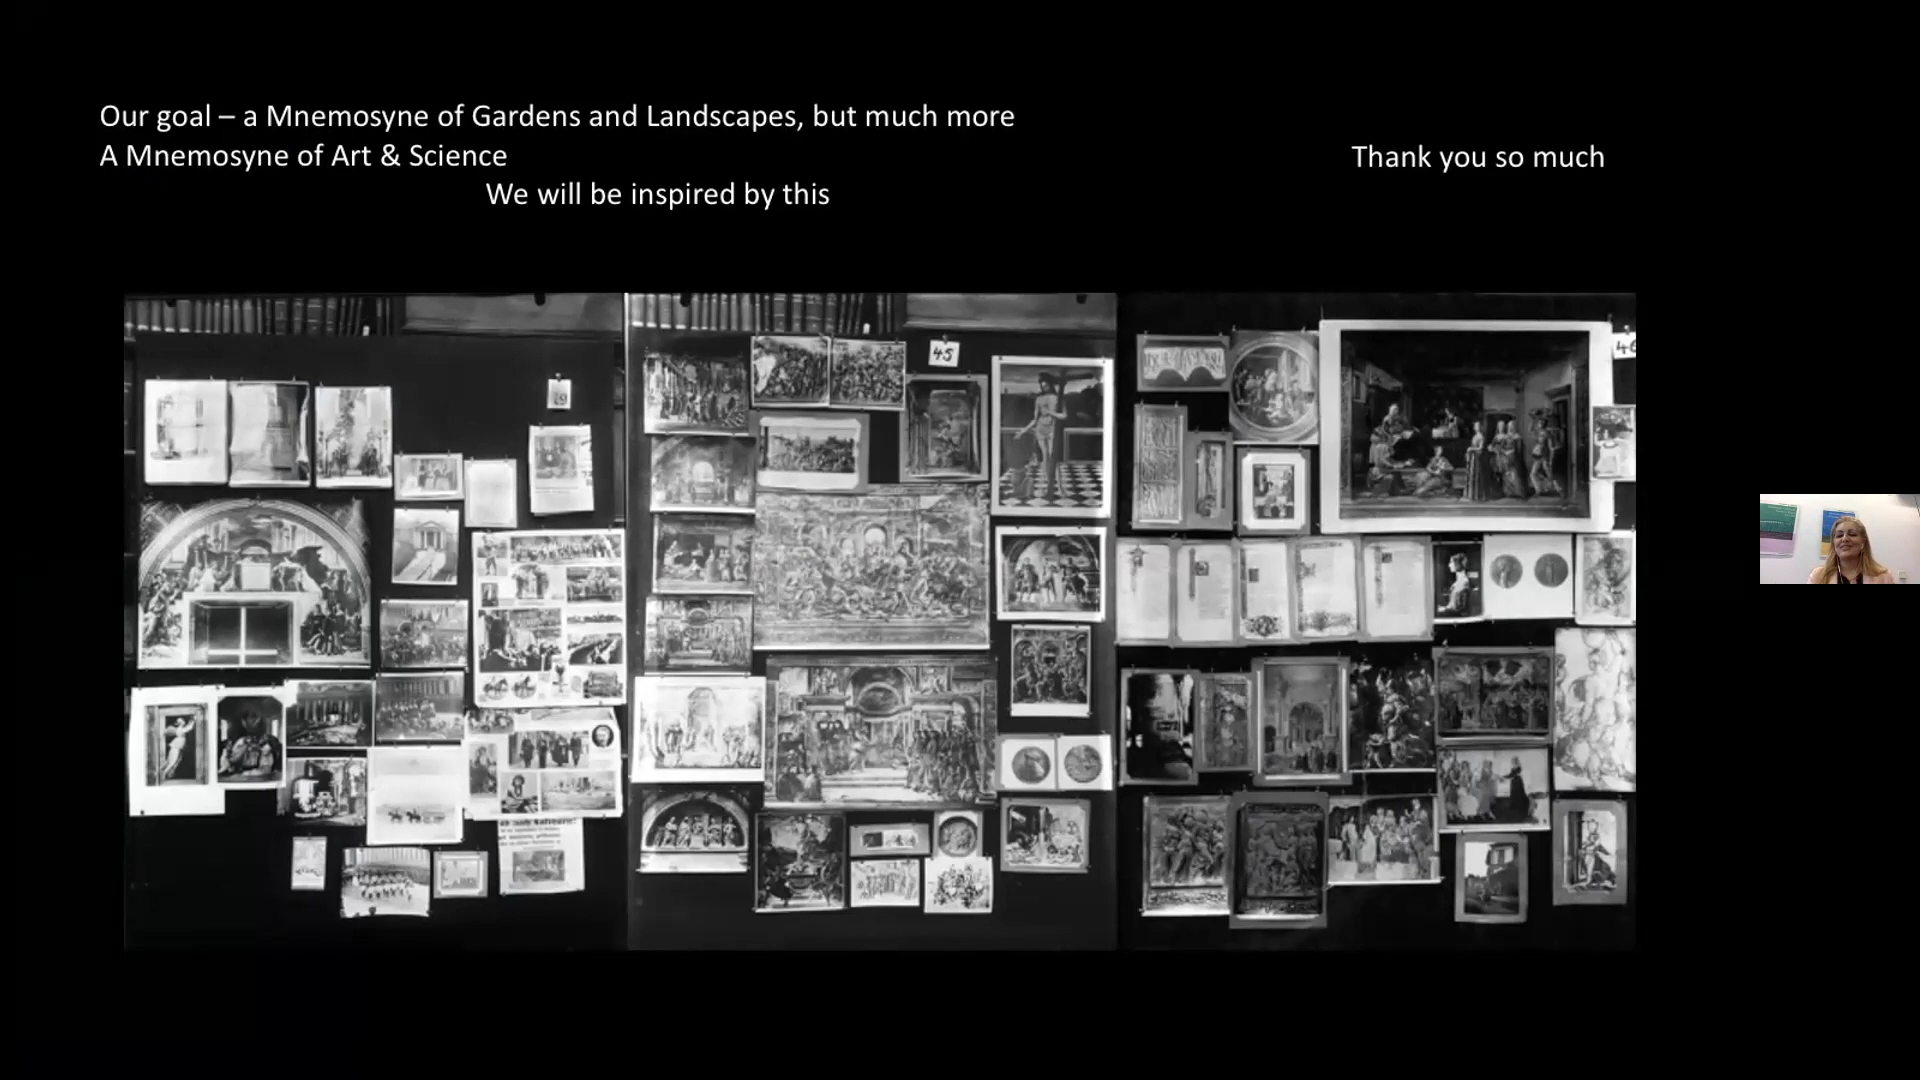 Our goal – a Mnemosyne of Gardens and Landscapes, but much more
A Mnemosyne of Art & Science
Thank you so much
We will be inspired by this
45